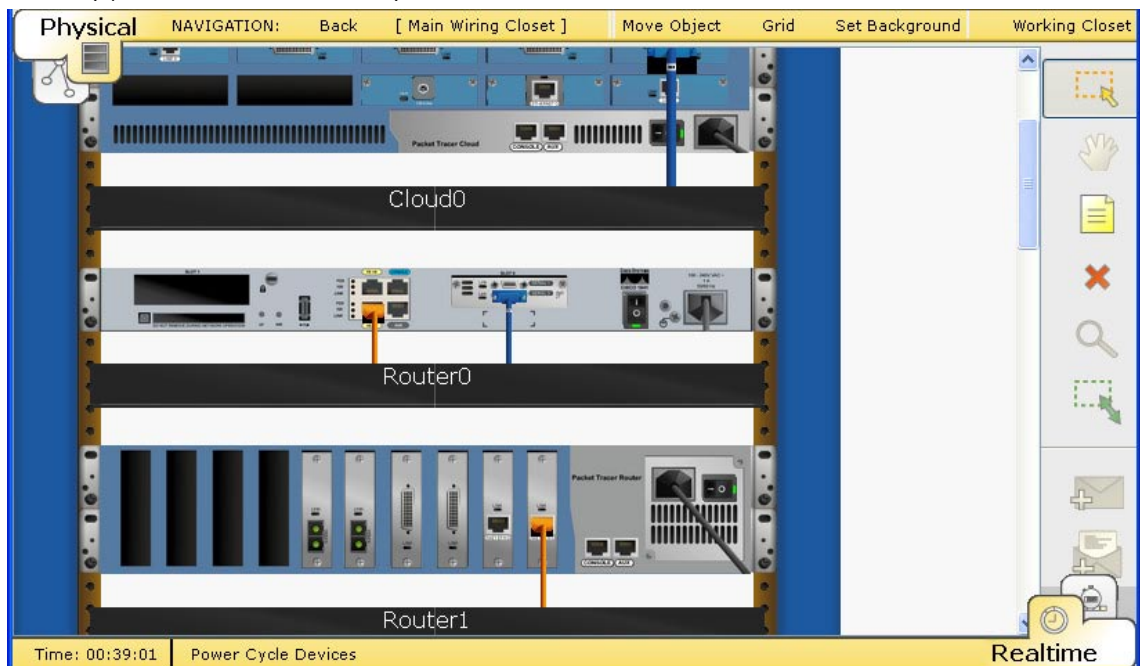 Physical
NAVIGATION: Back [ Main Wiring Closet ] Move Object Grid Set Background Working Closet
Packet Tracer Cloud
CONSOLE AUX
Cloud0
Router0
Packet Tracer Router
CONSOLE AUX
Router1
Time: 00:39:01 Power Cycle Devices
Realtime